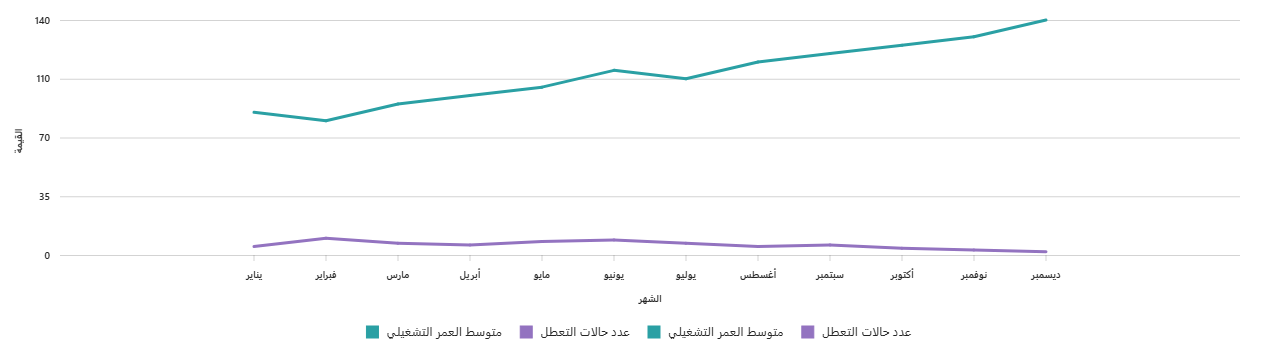 140
110
70
35
0
القيمة
يناير
فبراير
مارس
أبريل
مايو
يونيو
يوليو
أغسطس
سبتمبر
أكتوبر
نوفمبر
ديسمبر
الشهر
متوسط العمر التشغيلي
عدد حالات التعطل
متوسط العمر التشغيلي
عدد حالات التعطل